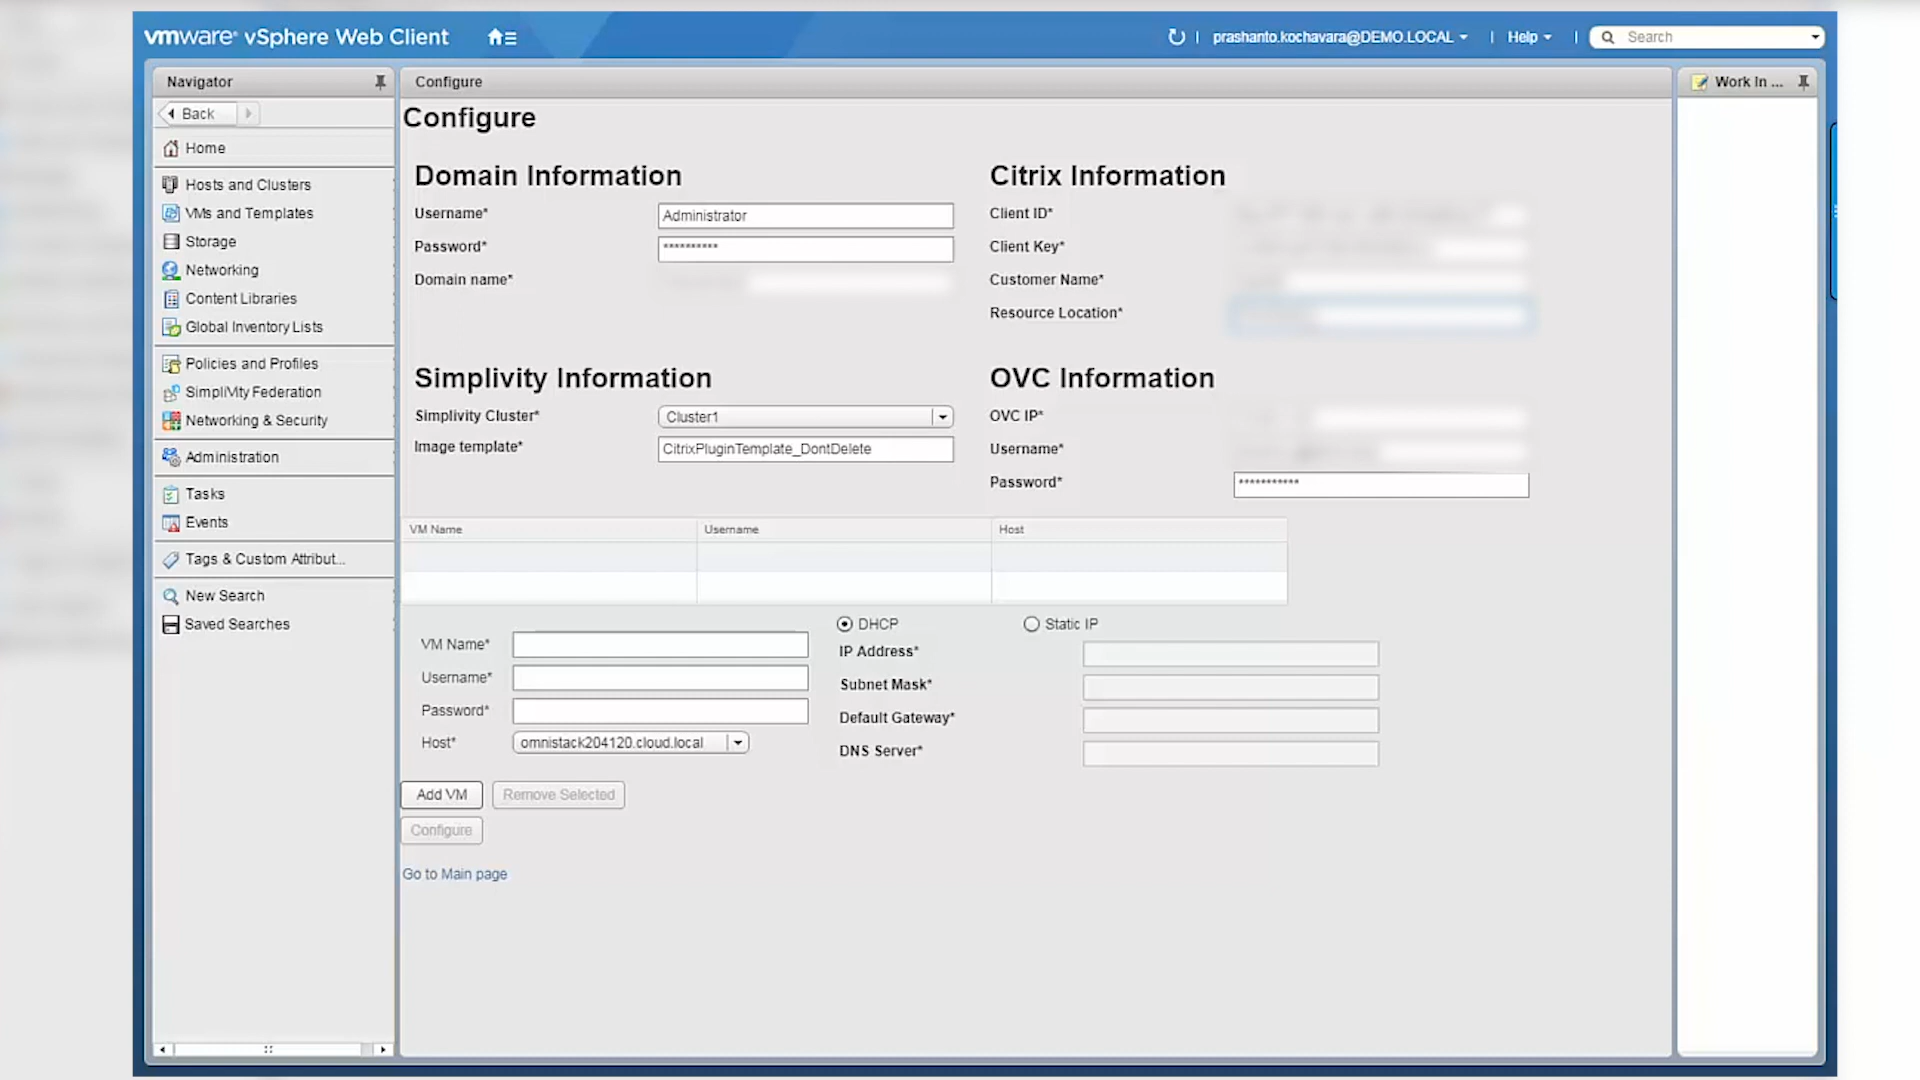 vmware® vSphere Web Client
prashanto.kochavara@DEMO.LOCAL
Help
Search
Navigator
Back
Home
Hosts and Clusters
VMs and Templates
Storage
Networking
Content Libraries
Global Inventory Lists
Policies and Profiles
SimpliVity Federation
Networking & Security
Administration
Tasks
Events
Tags & Custom Attribut...
New Search
Saved Searches
Configure
Configure
Domain Information
Username*
Administrator
Password*
**********
Domain name*
Citrix Information
Client ID*
Client Key*
Customer Name*
Resource Location*
Simplivity Information
Simplivity Cluster*
Cluster1
Image template*
CitrixPluginTemplate_DontDelete
OVC Information
OVC IP*
Username*
Password*
***********
VM Name Username Host
VM Name*
Username*
Password*
Host*
omnistack204120.cloud.local
DHCP
Static IP
IP Address*
Subnet Mask*
Default Gateway*
DNS Server*
Add VM
Remove Selected
Configure
Go to Main page
Work In ...